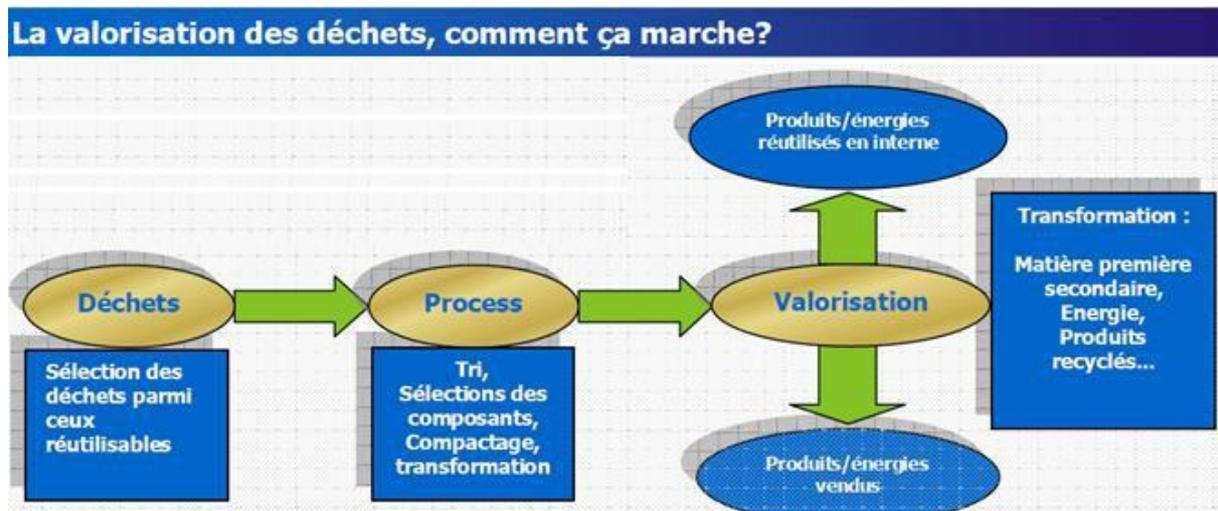 La valorisation des déchets, comment ça marche?
Produits/énergies
réutilisés en interne
Déchets
Process
Valorisation
Sélection des
déchets parmi
ceux
réutilisables
Tri,
Sélections des
composants,
Compactage,
transformation
Transformation :
Matière première
secondaire,
Energie,
Produits
recyclés...
Produits/énergies
vendus